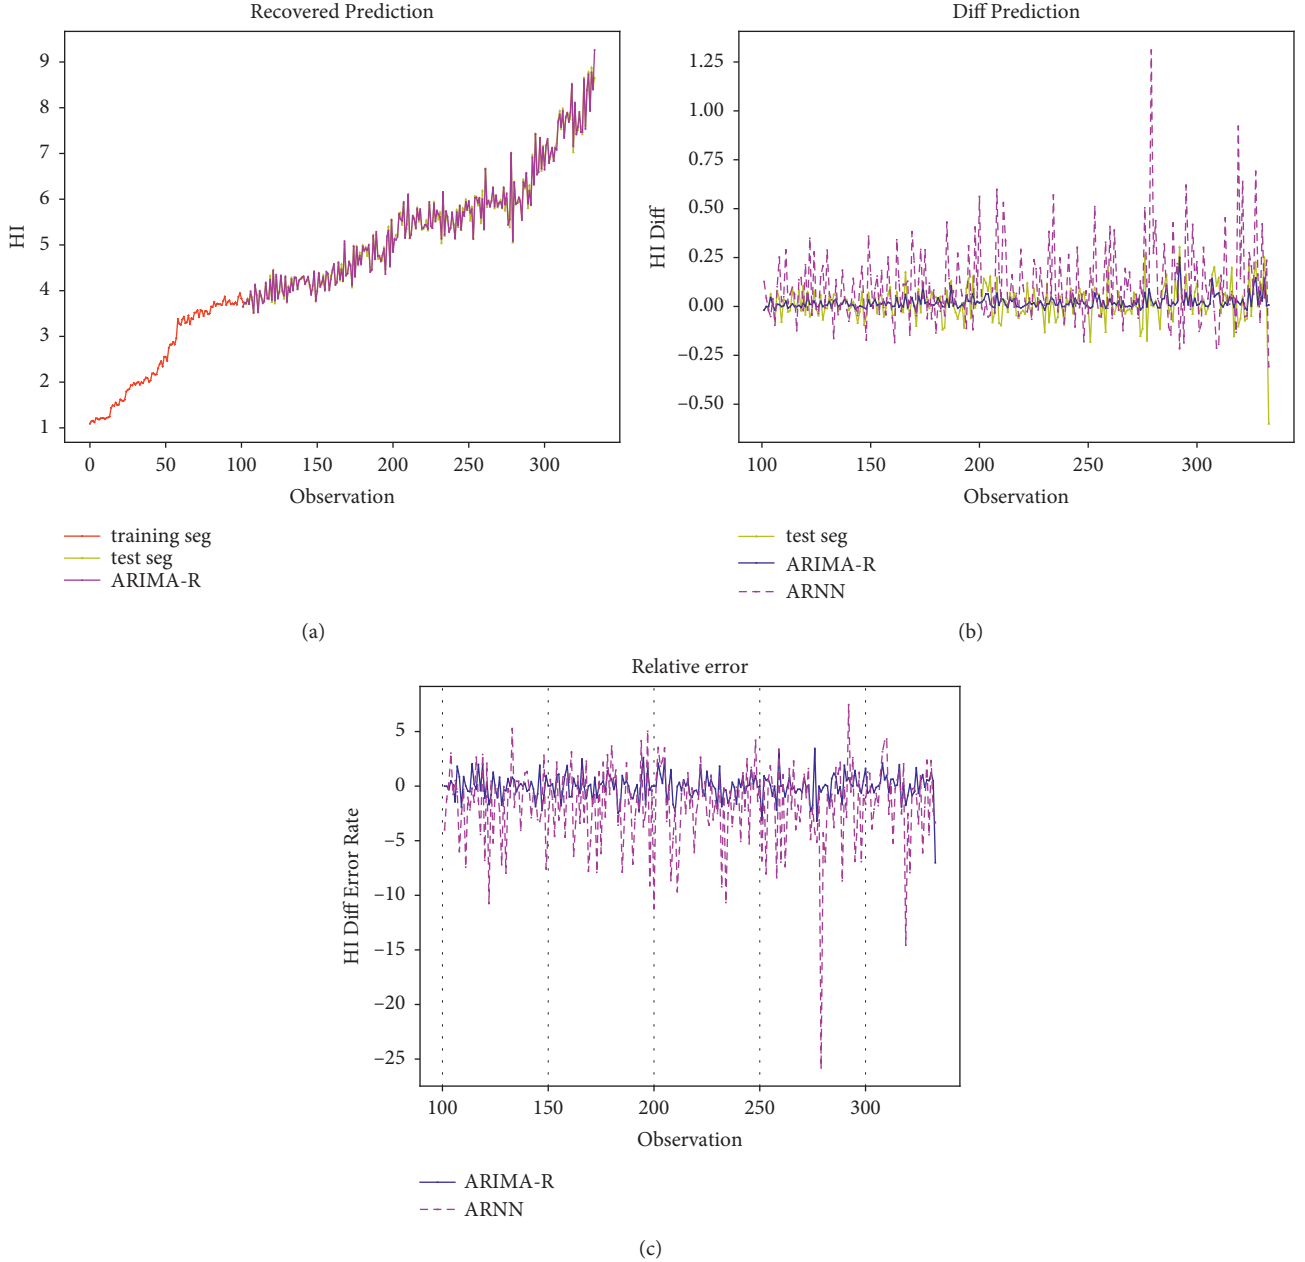 Recovered Prediction
9
8
7
6
5
4
3
2
1
HI
0 50 100 150 200 250 300
Observation
training seg
test seg
ARIMA-R
(a)
Diff Prediction
1.25
1.00
0.75
0.50
0.25
0.00
−0.25
−0.50
HI Diff
100 150 200 250 300
Observation
test seg
ARIMA-R
ARNN
(b)
Relative error
5
0
−5
−10
−15
−20
−25
HI Diff Error Rate
100 150 200 250 300
Observation
ARIMA-R
ARNN
(c)